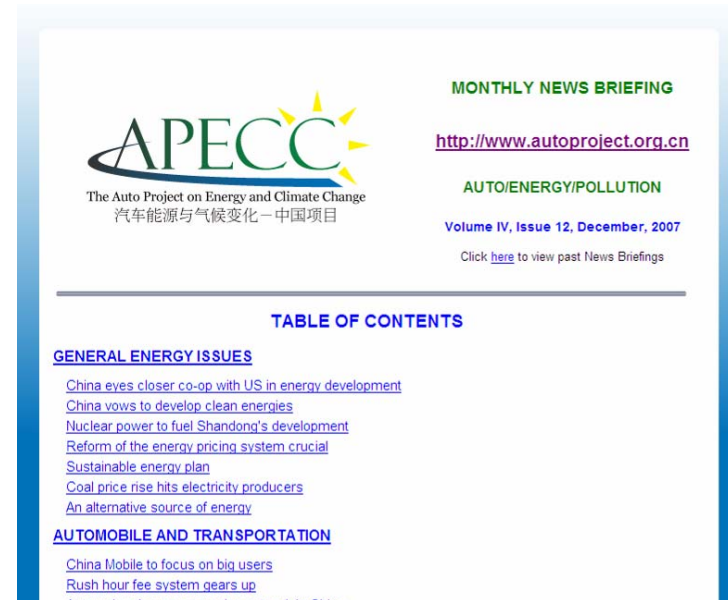 APECC
The Auto Project on Energy and Climate Change
汽车能源与气候变化－中国项目
MONTHLY NEWS BRIEFING
http://www.autoproject.org.cn
AUTO/ENERGY/POLLUTION
Volume IV, Issue 12, December, 2007
Click here to view past News Briefings
TABLE OF CONTENTS
GENERAL ENERGY ISSUES
China eyes closer co-op with US in energy development
China vows to develop clean energies
Nuclear power to fuel Shandong's development
Reform of the energy pricing system crucial
Sustainable energy plan
Coal price rise hits electricity producers
An alternative source of energy
AUTOMOBILE AND TRANSPORTATION
China Mobile to focus on big users
Rush hour fee system gears up